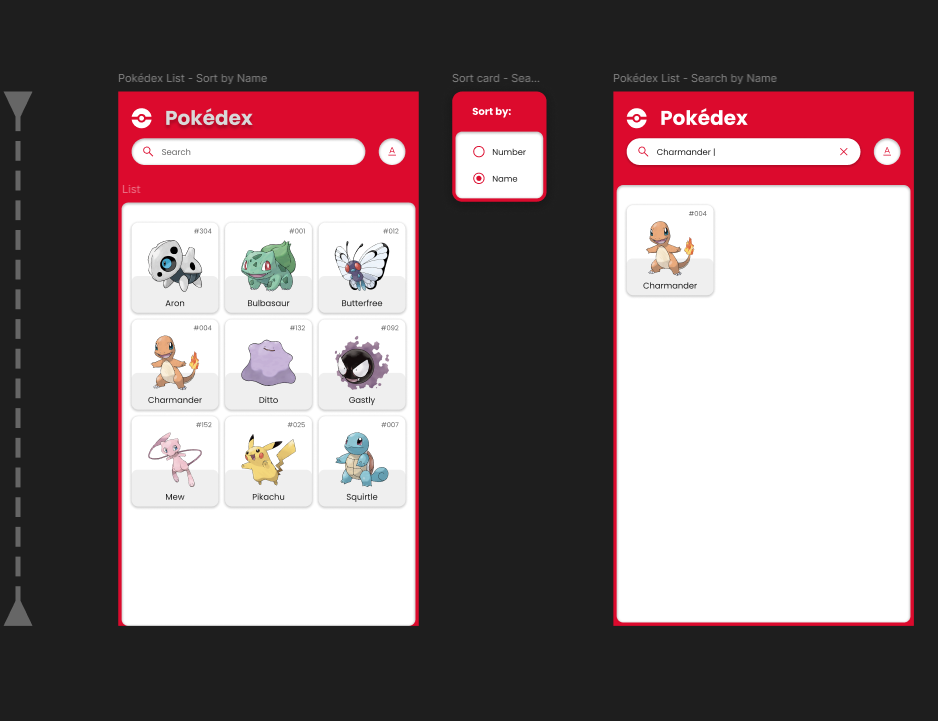 Pokédex List - Sort by Name
Pokédex
Search
A
List
#304
Aron
#001
Bulbasaur
#012
Butterfree
#004
Charmander
#132
Ditto
#092
Gastly
#152
Mew
#025
Pikachu
#007
Squirtle
Sort card - Sea...
Sort by:
Number
Name
Pokédex List - Search by Name
Pokédex
Charmander |
A
#004
Charmander